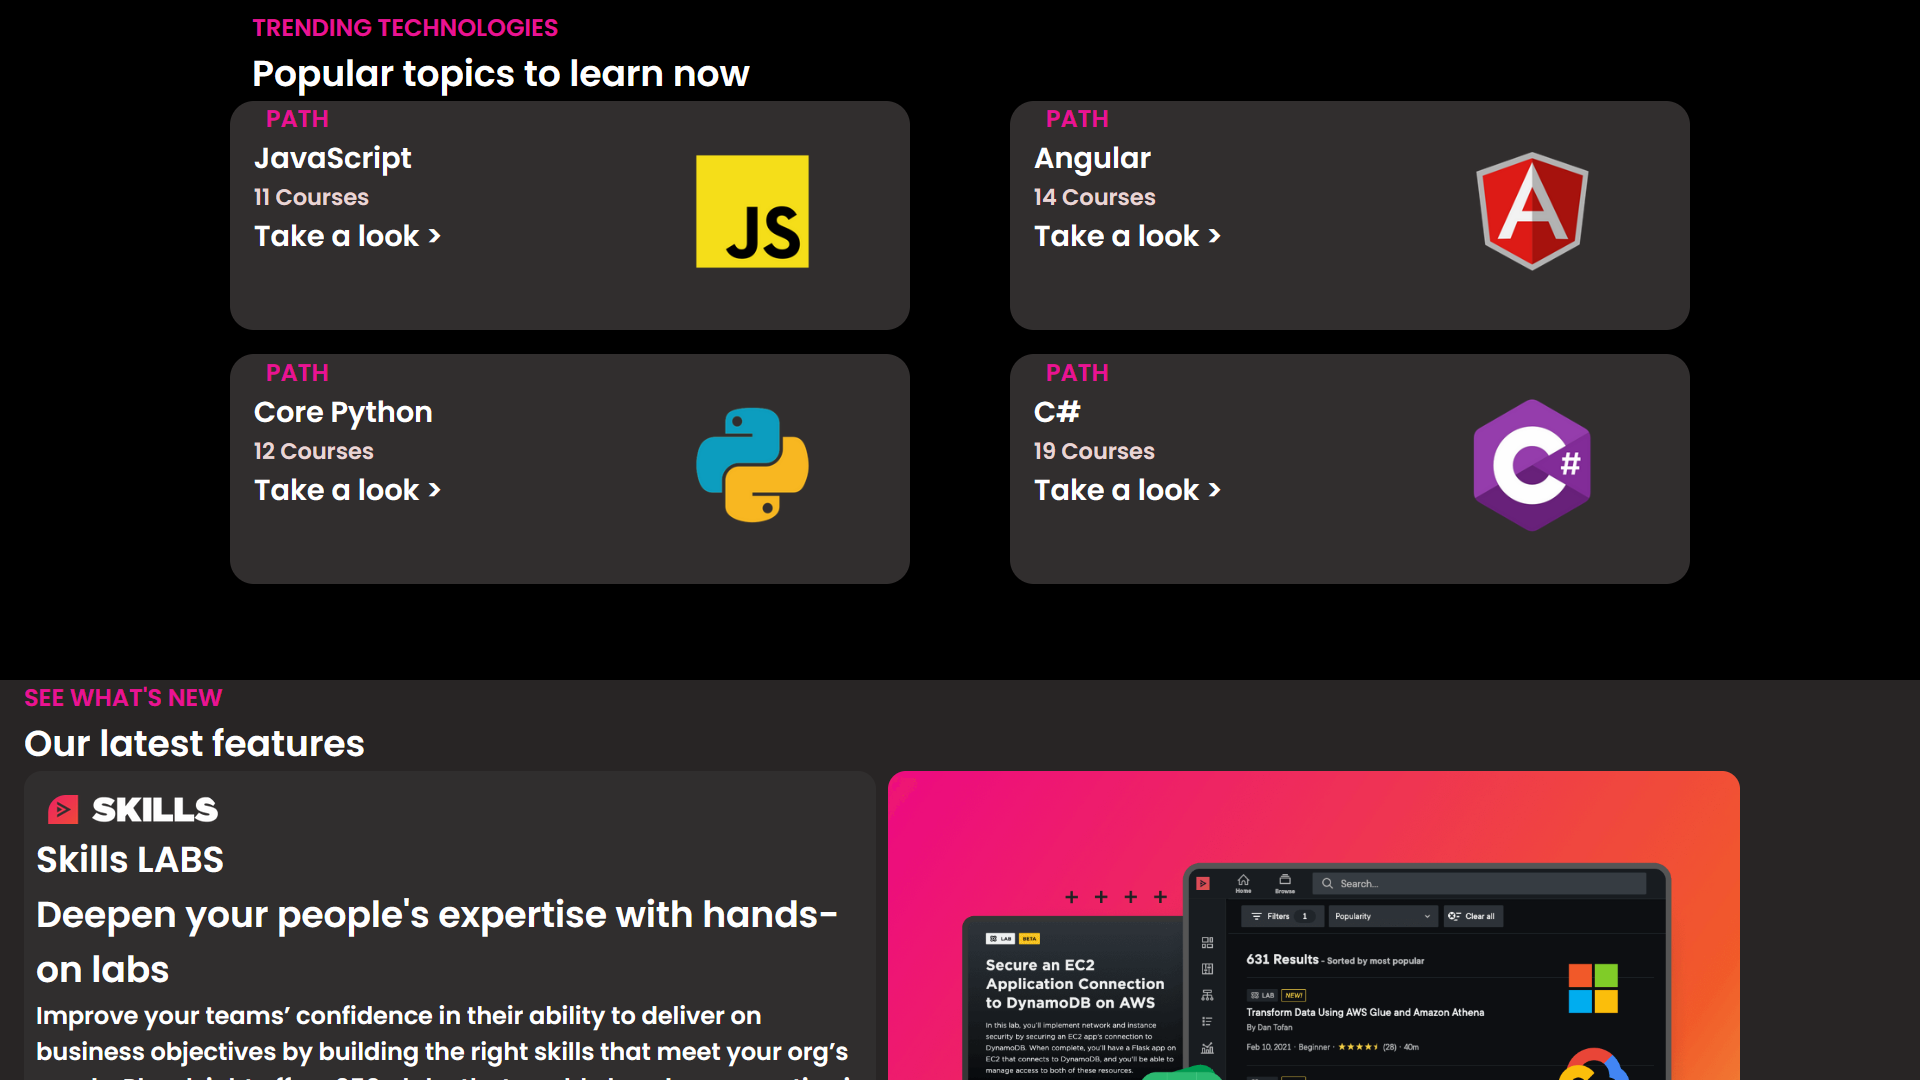 TRENDING TECHNOLOGIES
Popular topics to learn now
PATH
JavaScript
11 Courses
Take a look >
JS
PATH
Angular
14 Courses
Take a look >
A
PATH
Core Python
12 Courses
Take a look >
PATH
C#
19 Courses
Take a look >
C#
SEE WHAT'S NEW
Our latest features
SKILLS
Skills LABS
Deepen your people's expertise with hands-
on labs
Improve your teams’ confidence in their ability to deliver on
business objectives by building the right skills that meet your org’s
LAB BETA
Secure an EC2
Application Connection
to DynamoDB on AWS
In this lab, you'll implement network and instance
security by securing an EC2 app's connection to
DynamoDB. When complete, you'll have a Flask app on
EC2 that connects to DynamoDB, and you'll be able to
manage access to both of these resources.
Home
Browse
Search...
Filters 1
Popularity
Clear all
631 Results - Sorted by most popular
LAB NEW!
Transform Data Using AWS Glue and Amazon Athena
By Dan Tofan
Feb 10, 2021 · Beginner · ★★★★★ (28) · 40m